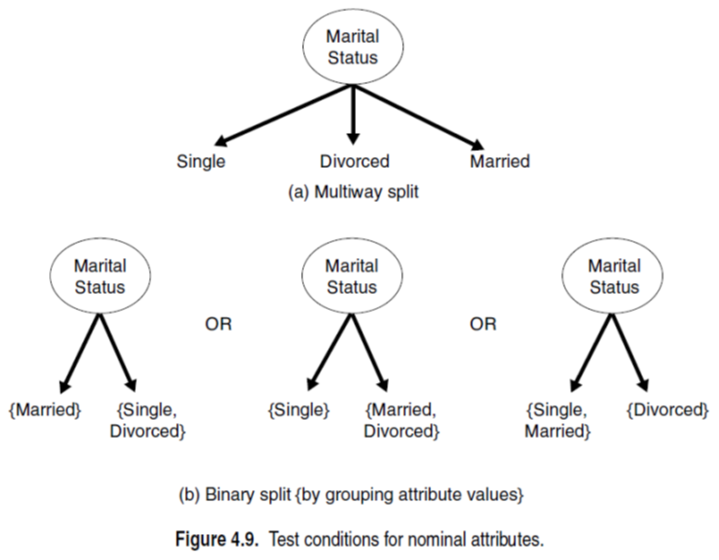 Marital
Status
Single Divorced Married
(a) Multiway split
Marital
Status
OR
Marital
Status
OR
Marital
Status
{Married}
{Single,
Divorced}
{Single}
{Married,
Divorced}
{Single,
Married}
{Divorced}
(b) Binary split {by grouping attribute values}
Figure 4.9. Test conditions for nominal attributes.